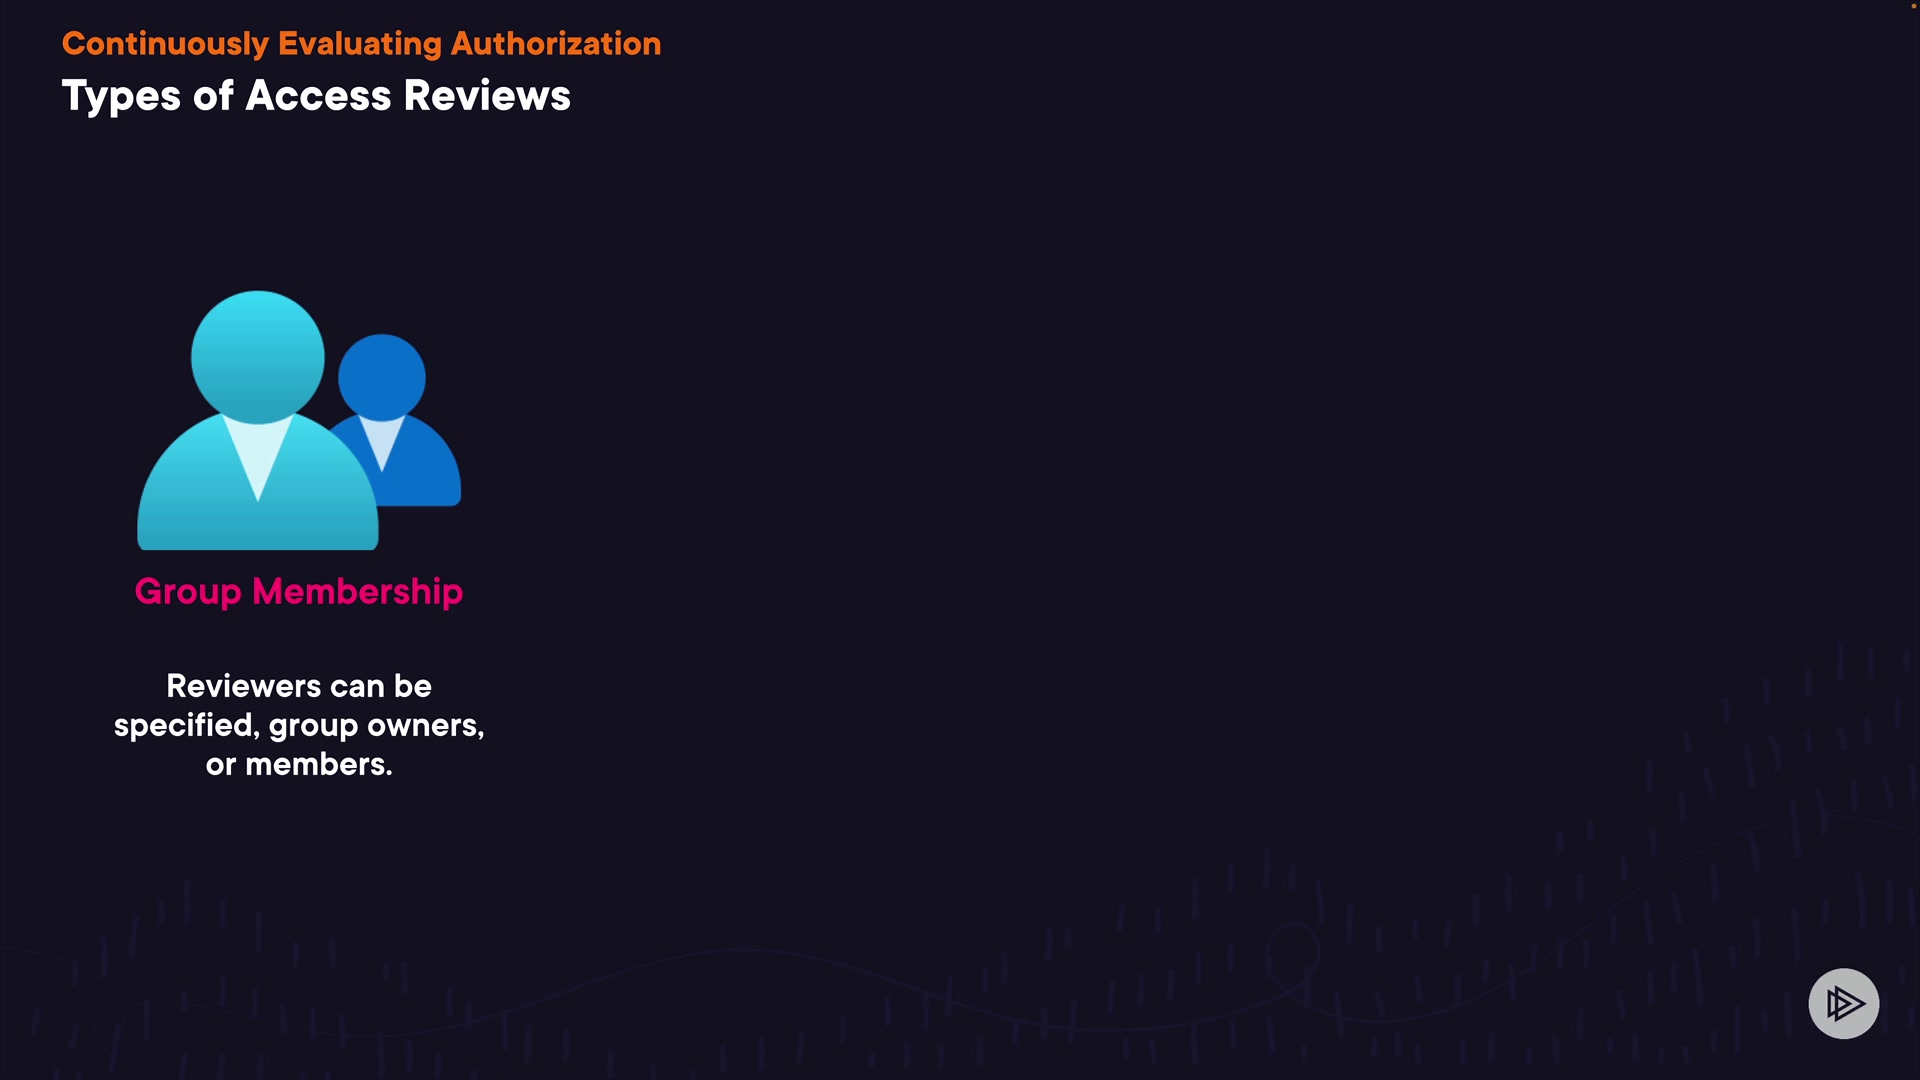 Continuously Evaluating Authorization
Types of Access Reviews
Group Membership
Reviewers can be
specified, group owners,
or members.